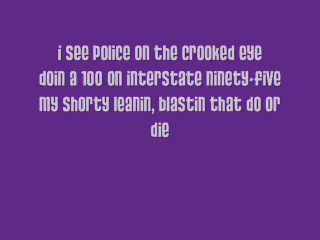 i see police on the crooked eye
doin a 100 on interstate ninety-five
my shorty leanin, blastin that do or
die